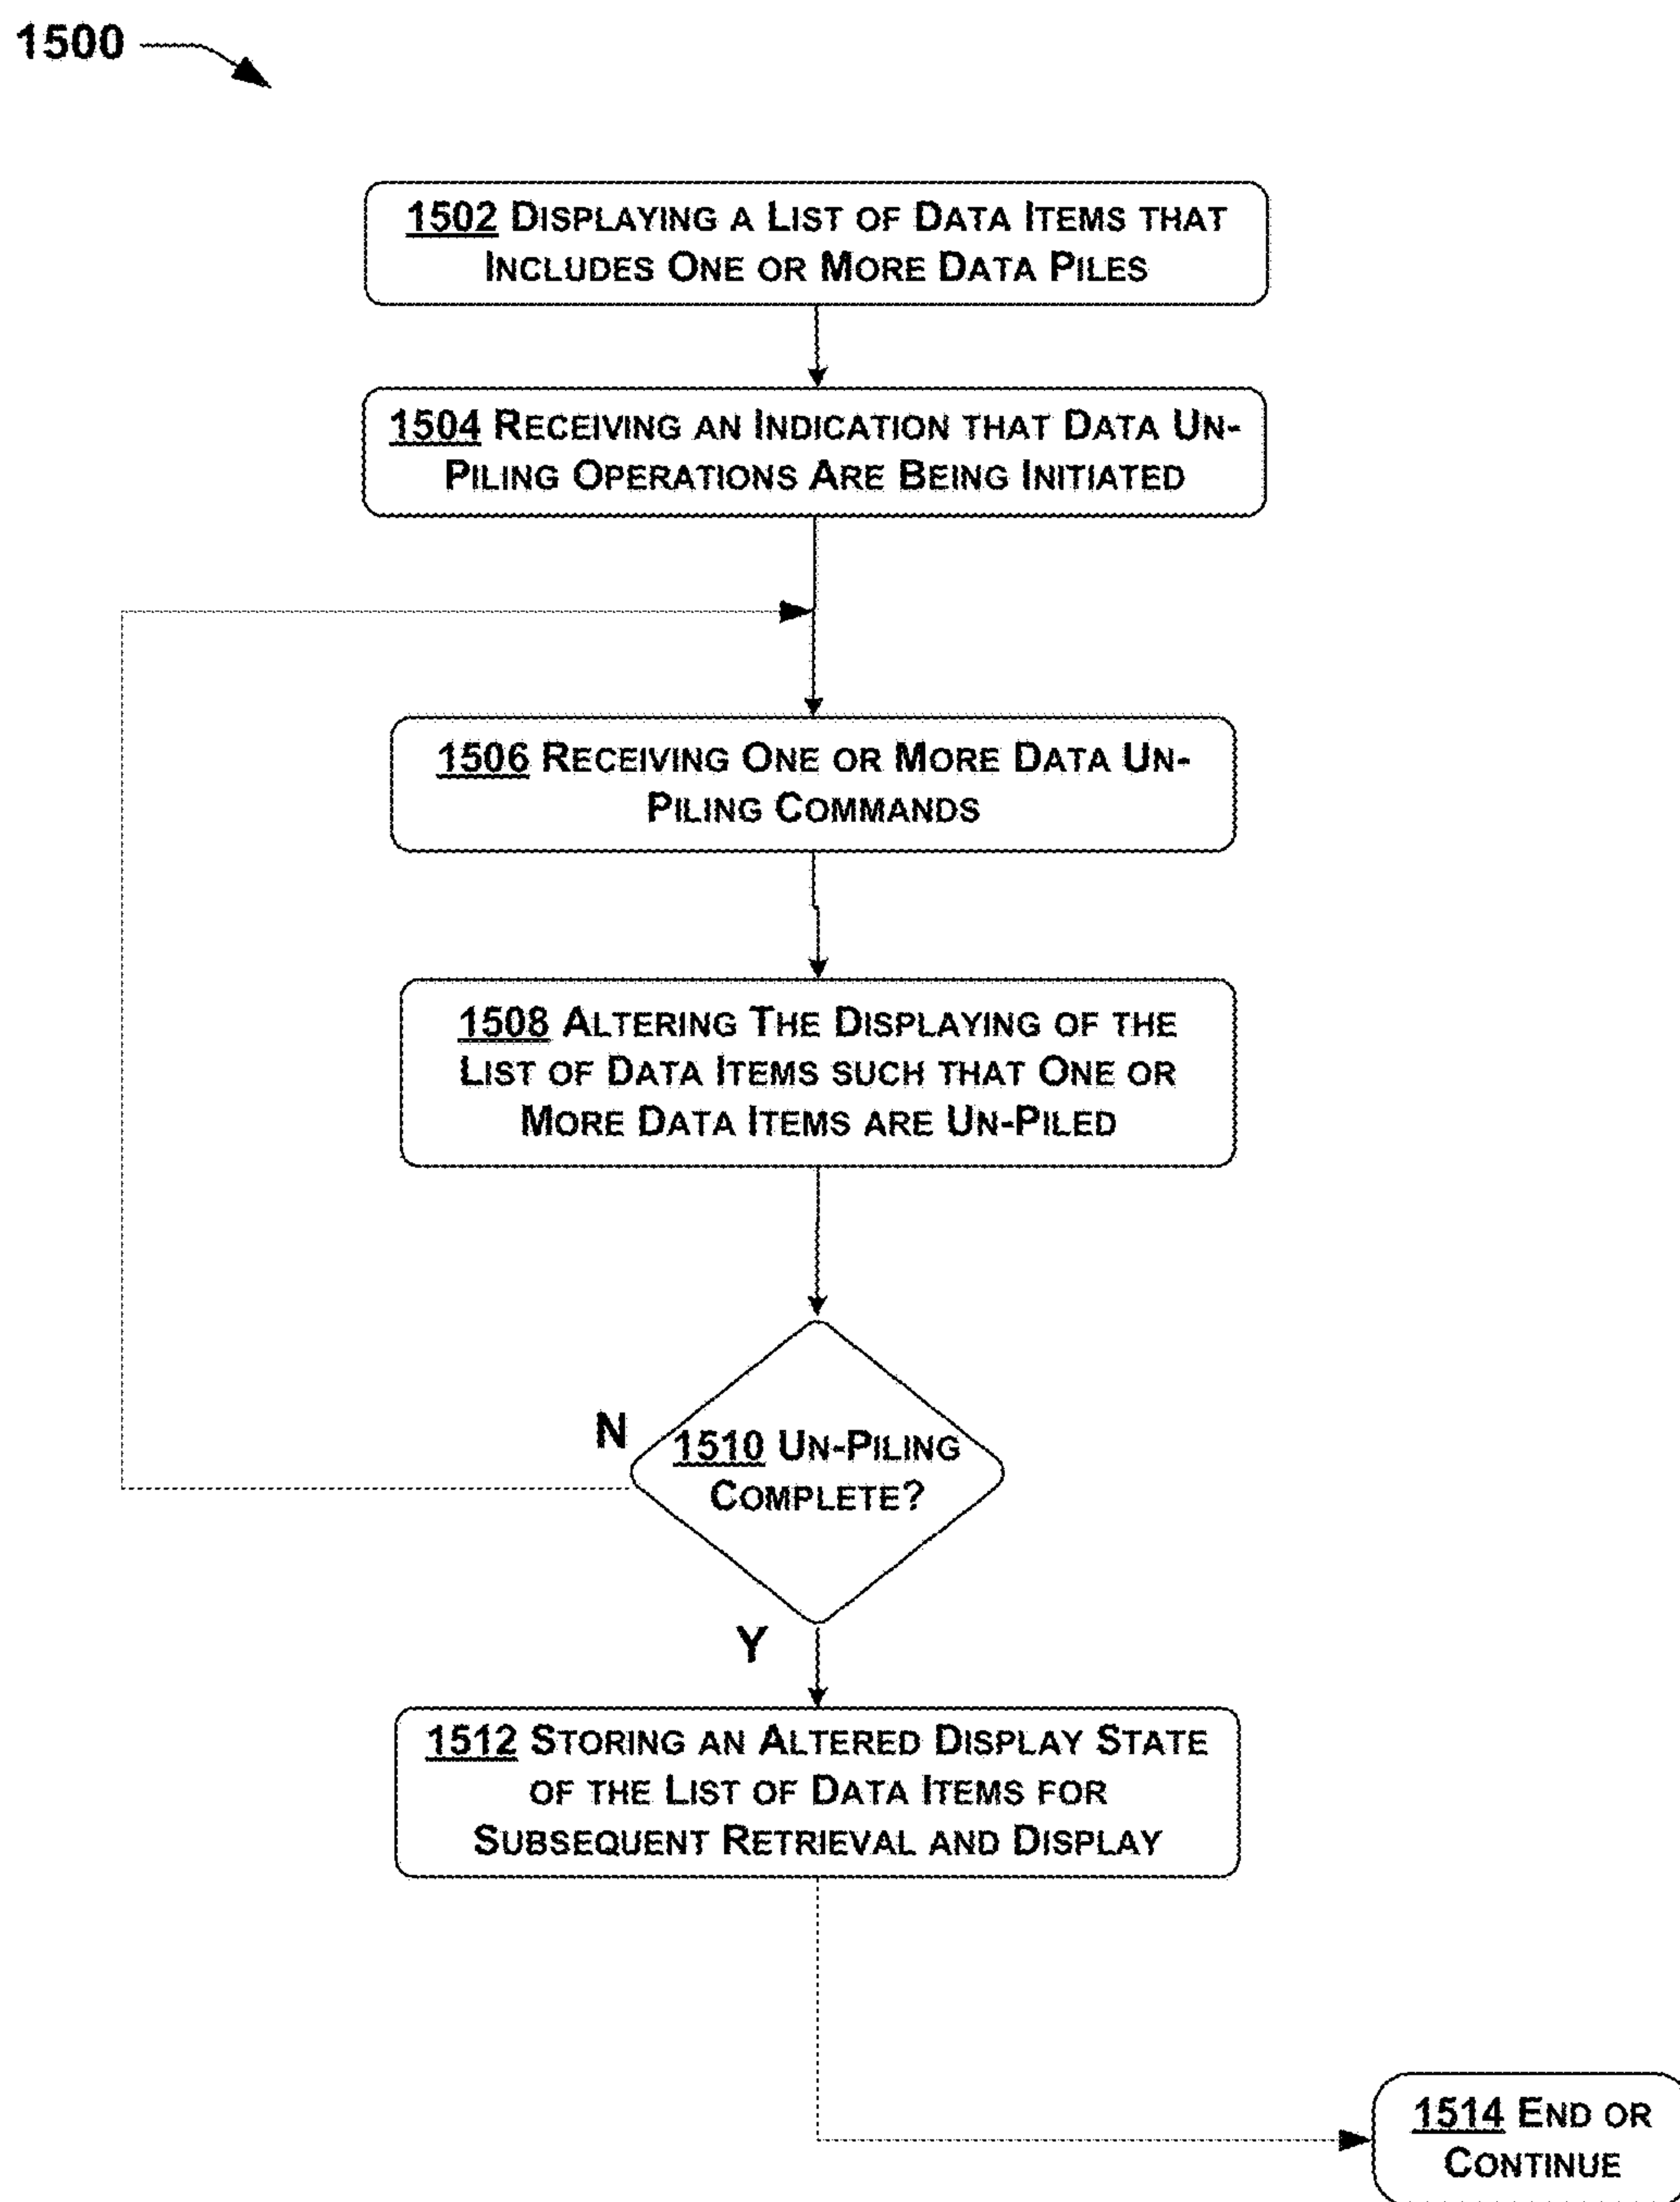 1500
1502 DISPLAYING A LIST OF DATA ITEMS THAT
INCLUDES ONE OR MORE DATA PILES
1504 RECEIVING AN INDICATION THAT DATA UN-
PILING OPERATIONS ARE BEING INITIATED
1506 RECEIVING ONE OR MORE DATA UN-
PILING COMMANDS
1508 ALTERING THE DISPLAYING OF THE
LIST OF DATA ITEMS SUCH THAT ONE OR
MORE DATA ITEMS ARE UN-PILED
N
1510 UN-PILING
COMPLETE?
Y
1512 STORING AN ALTERED DISPLAY STATE
OF THE LIST OF DATA ITEMS FOR
SUBSEQUENT RETRIEVAL AND DISPLAY
1514 END OR
CONTINUE